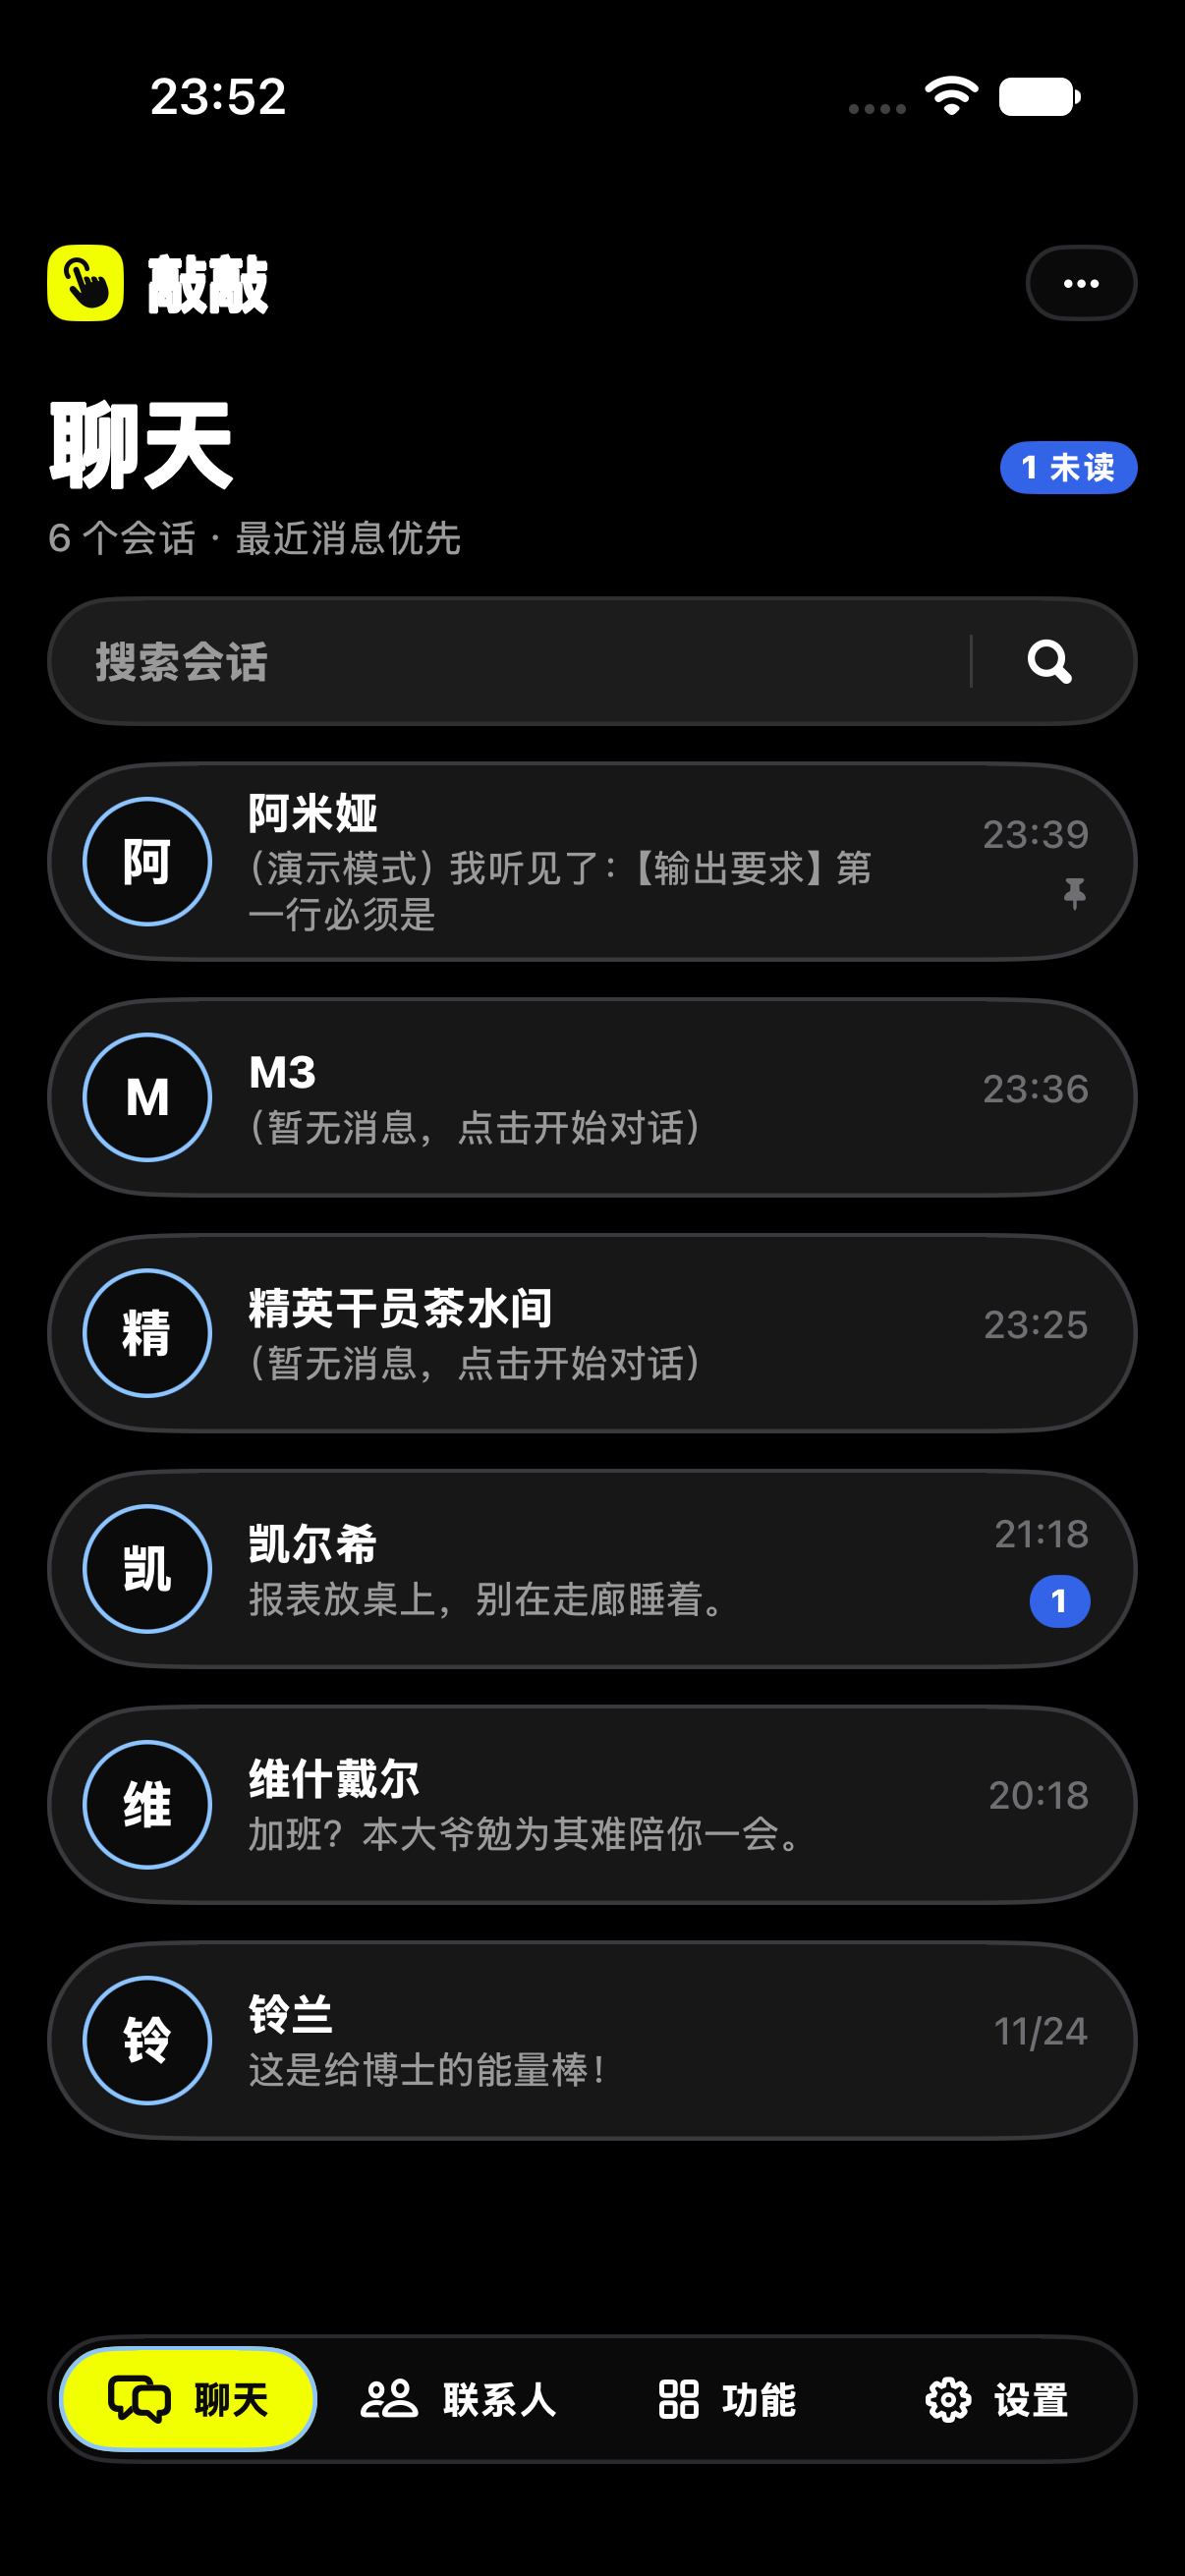 23:52
敲敲
聊天
1 未读
6 个会话 · 最近消息优先
搜索会话
阿
阿米娅
23:39
(演示模式) 我听见了:【输出要求】第
一行必须是
M
M3
23:36
(暂无消息，点击开始对话)
精
精英干员茶水间
23:25
(暂无消息，点击开始对话)
凯
凯尔希
21:18
报表放桌上，别在走廊睡着。
1
维
维什戴尔
20:18
加班？本大爷勉为其难陪你一会。
铃
铃兰
11/24
这是给博士的能量棒！
聊天
联系人
功能
设置